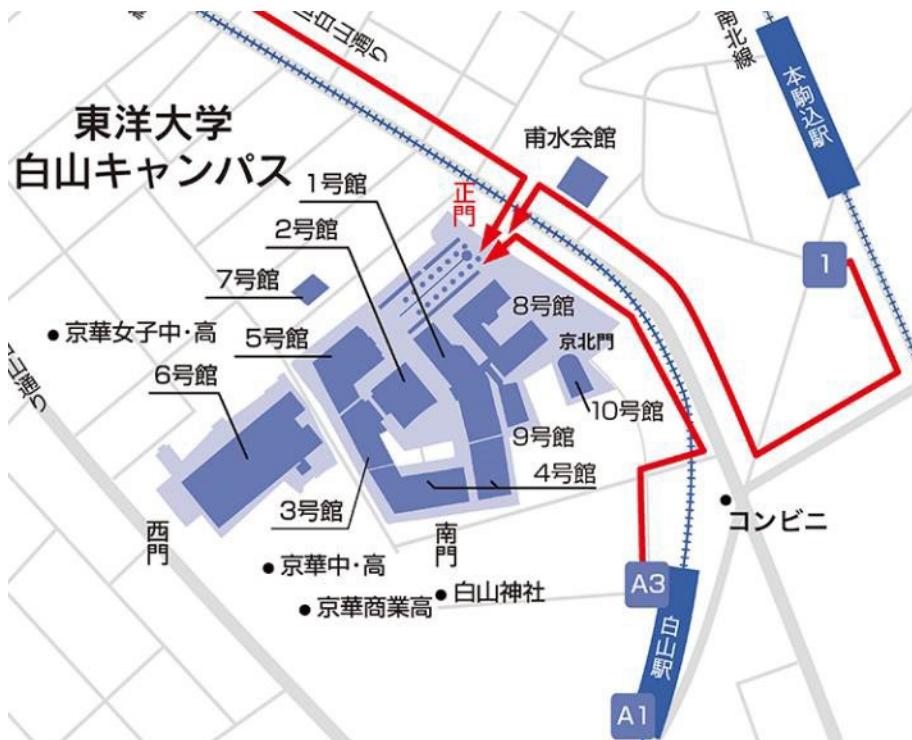 旧白山通り
南北線
本駒込駅
東洋大学
白山キャンパス
甫水会館
正門
1号館
2号館
7号館
8号館
1
京華女子中・高
5号館
京北門
山通り
6号館
10号館
9号館
4号館
3号館
コンビニ
西門
南門
京華中・高
白山神社
京華商業高
A3
白山駅
A1